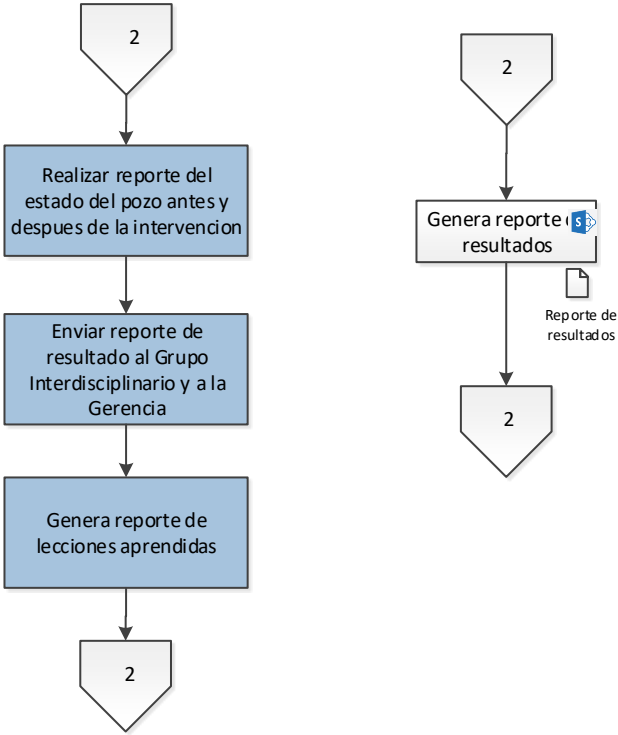 2
Realizar reporte del
estado del pozo antes y
despues de la intervencion
Enviar reporte de
resultado al Grupo
Interdisciplinario y a la
Gerencia
Genera reporte de
lecciones aprendidas
2
2
Genera reporte
resultados
Reporte de
resultados
2